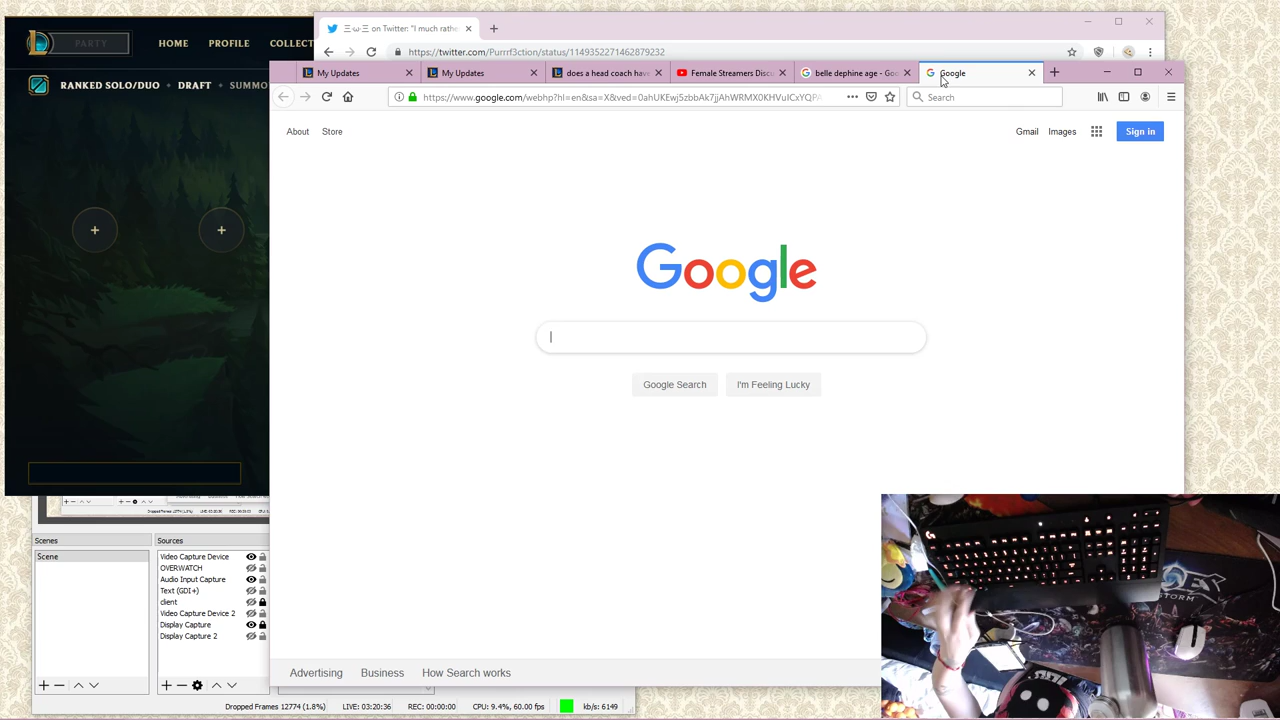 三·ω·三 on Twitter: "I much rathe
https://twitter.com/Purrrf3ction/status/1149352271462879232
PARTY
HOME
PROFILE
COLLECT
RANKED SOLO/DUO
DRAFT
SUMMO
My Updates
My Updates
does a head coach have
Female Streamers Discu
belle dephine age - Goo
Google
https://www.google.com/webhp?hl=en&sa=X&ved=0ahUKEwj5zbbAk7jjAhWRMX0KHVuICxYQPA
Search
About
Store
Gmail
Images
Sign in
Google
Google Search
I'm Feeling Lucky
Advertising
Business
How Search works
Scenes
Scene
Sources
Video Capture Device
OVERWATCH
Audio Input Capture
Text (GDI+)
client
Video Capture Device 2
Display Capture
Display Capture 2
Dropped Frames 12774 (1.8%)
LIVE: 03:20:36
REC: 00:00:00
CPU: 9.4%, 60.00 fps
kb/s: 6149